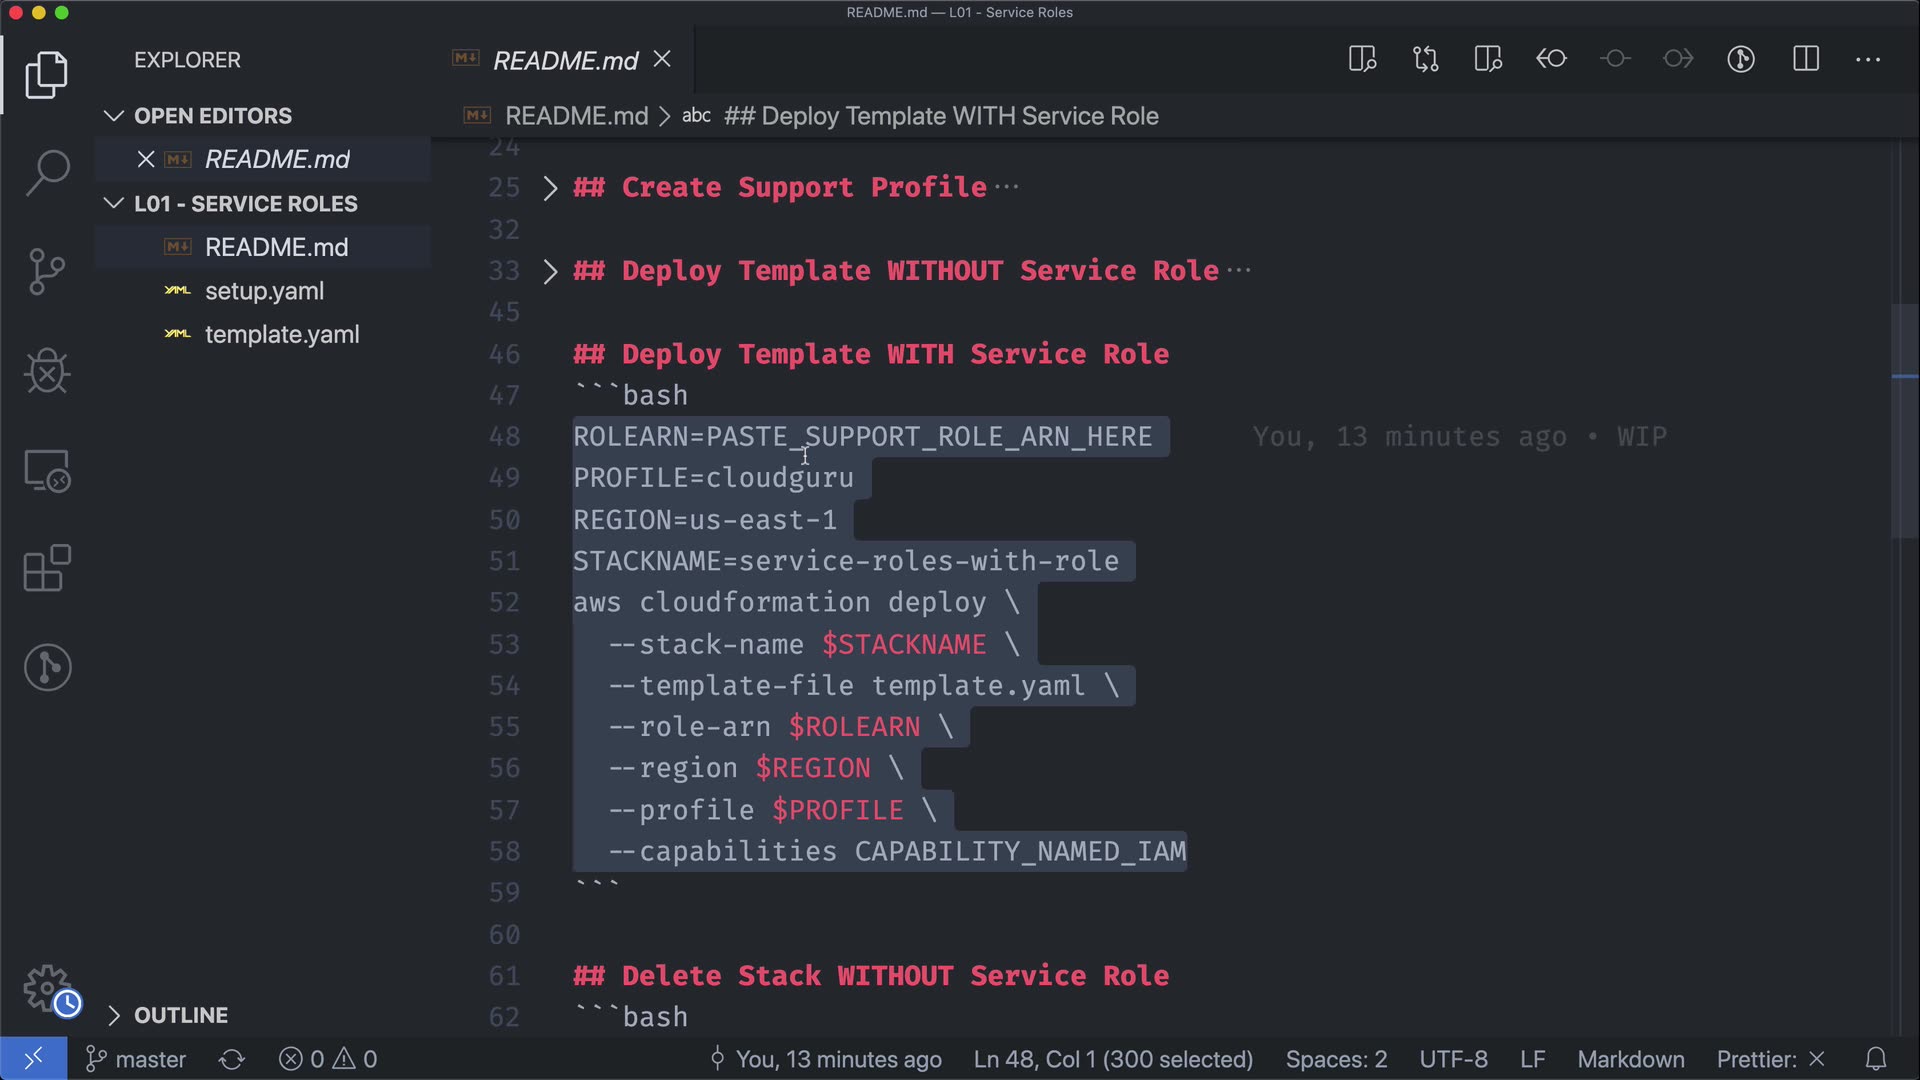 README.md — L01 - Service Roles
EXPLORER
OPEN EDITORS
README.md
L01 - SERVICE ROLES
README.md
setup.yaml
template.yaml
OUTLINE
README.md
README.md > abc ## Deploy Template WITH Service Role
24
25 ## Create Support Profile···
32
33 ## Deploy Template WITHOUT Service Role···
45
46 ## Deploy Template WITH Service Role
47 ```bash
48 ROLEARN=PASTE_SUPPORT_ROLE_ARN_HERE You, 13 minutes ago • WIP
49 PROFILE=cloudguru
50 REGION=us-east-1
51 STACKNAME=service-roles-with-role
52 aws cloudformation deploy \
53 --stack-name $STACKNAME \
54 --template-file template.yaml \
55 --role-arn $ROLEARN \
56 --region $REGION \
57 --profile $PROFILE \
58 --capabilities CAPABILITY_NAMED_IAM
59 ```
60
61 ## Delete Stack WITHOUT Service Role
62 ```bash
master 0 0 You, 13 minutes ago Ln 48, Col 1 (300 selected) Spaces: 2 UTF-8 LF Markdown Prettier: ×